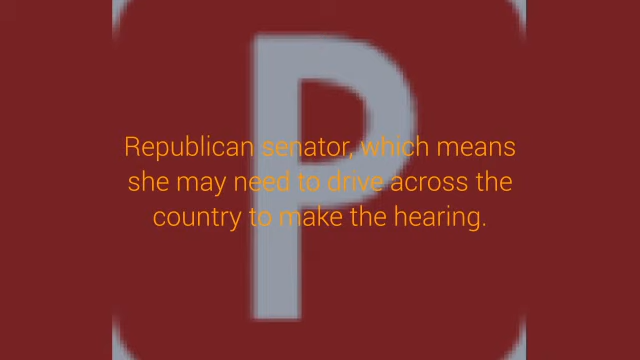 P
Republican senator, which means
she may need to drive across the
country to make the hearing.